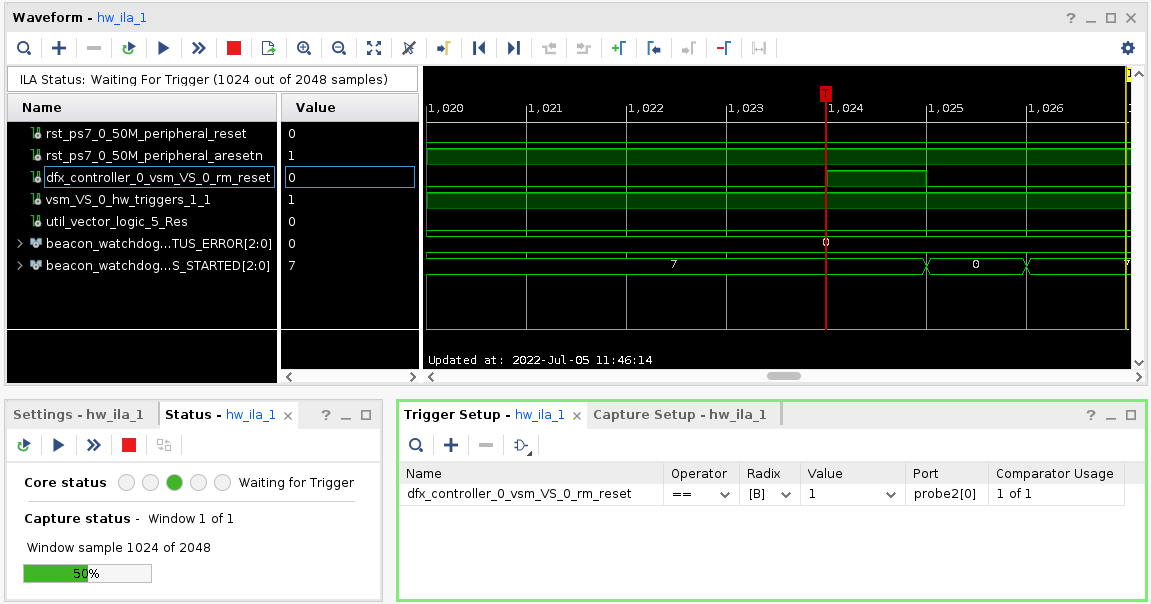 Waveform - hw_ila_1
ILA Status: Waiting For Trigger (1024 out of 2048 samples)
Name Value
1,020 1,021 1,022 1,023 1,024 1,025 1,026
rst_ps7_0_50M_peripheral_reset 0
rst_ps7_0_50M_peripheral_aresetn 1
dfx_controller_0_vsm_VS_0_rm_reset 0
vsm_VS_0_hw_triggers_1_1 1
util_vector_logic_5_Res 0
beacon_watchdog...TUS_ERROR[2:0] 0 0
beacon_watchdog...S_STARTED[2:0] 7 7 0 7
Updated at: 2022-Jul-05 11:46:14
Settings - hw_ila_1 Status - hw_ila_1
Core status Waiting for Trigger
Capture status - Window 1 of 1
Window sample 1024 of 2048
50%
Trigger Setup - hw_ila_1 Capture Setup - hw_ila_1
Name Operator Radix Value Port Comparator Usage
dfx_controller_0_vsm_VS_0_rm_reset == [B] 1 probe2[0] 1 of 1